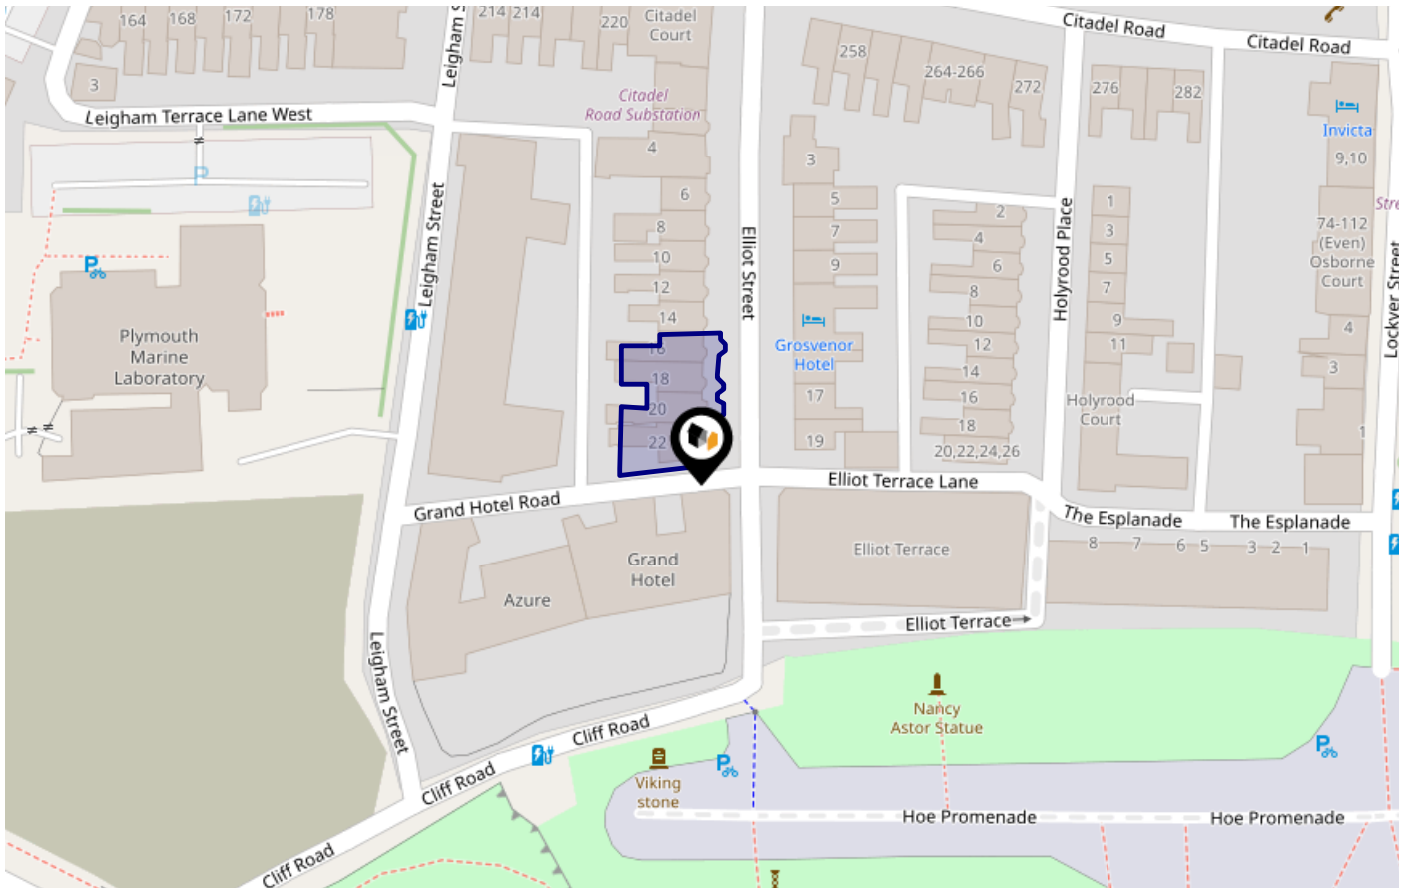 164
168
172
178
214
214
220
Citadel
Court
258
264-266
272
Citadel Road
Citadel Road
276
282
Invicta
9,10
3
Leigham Terrace Lane West
Leigham S
Citadel
Road Substation
4
6
8
10
12
14
16
18
20
22
3
5
7
9
Grosvenor
Hotel
17
19
2
4
6
8
10
12
14
16
18
20,22,24,26
1
3
5
7
9
11
Holyrood
Court
74-112
(Even)
Osborne
Court
Stre
4
3
1
P
P
Plymouth
Marine
Laboratory
Leigham Street
Elliot Street
Holyrood Place
Lockyer Street
Grand Hotel Road
Elliot Terrace Lane
The Esplanade
The Esplanade
8
7
6
5
3
2
1
Elliot Terrace
Grand
Hotel
Azure
Elliot Terrace
Leigham Street
Nancy
Astor Statue
Cliff Road
Cliff Road
Cliff Road
Viking
stone
P
P
Hoe Promenade
Hoe Promenade